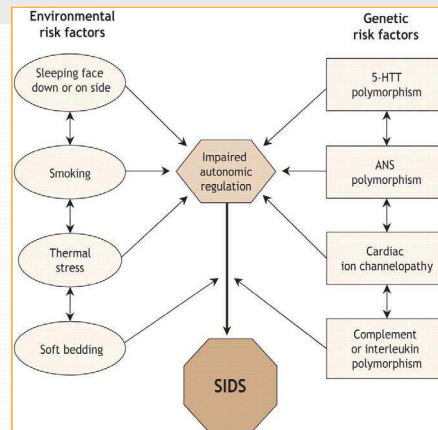 Environmental
risk factors
Genetic
risk factors
Sleeping face
down or on side
5-HTT
polymorphism
Smoking
Impaired
autonomic
regulation
ANS
polymorphism
Thermal
stress
Cardiac
ion channelopathy
Soft bedding
Complement
or interleukin
polymorphism
SIDS